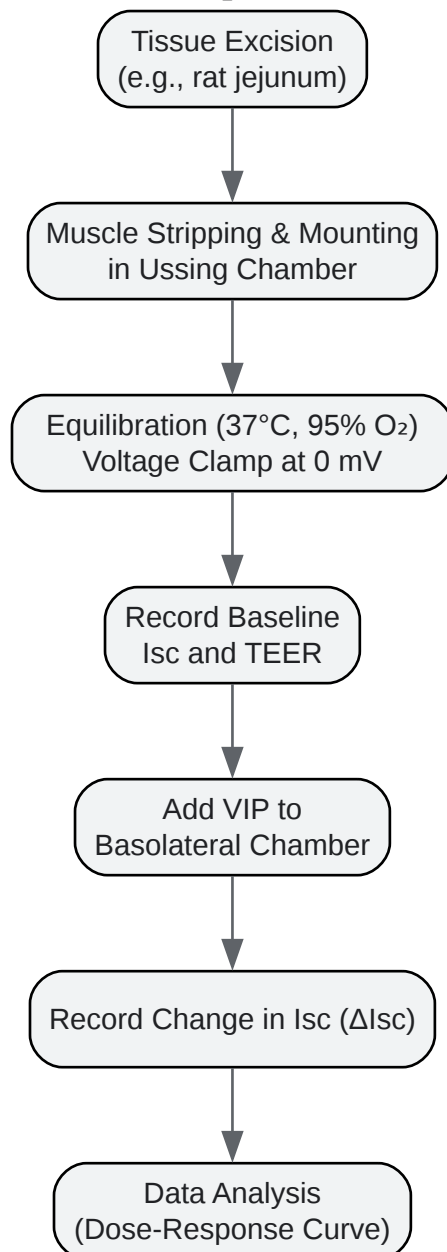 Tissue Excision
(e.g., rat jejunum)
Muscle Stripping & Mounting
in Ussing Chamber
Equilibration (37°C, 95% O₂)
Voltage Clamp at 0 mV
Record Baseline
Isc and TEER
Add VIP to
Basolateral Chamber
Record Change in Isc (ΔIsc)
Data Analysis
(Dose-Response Curve)